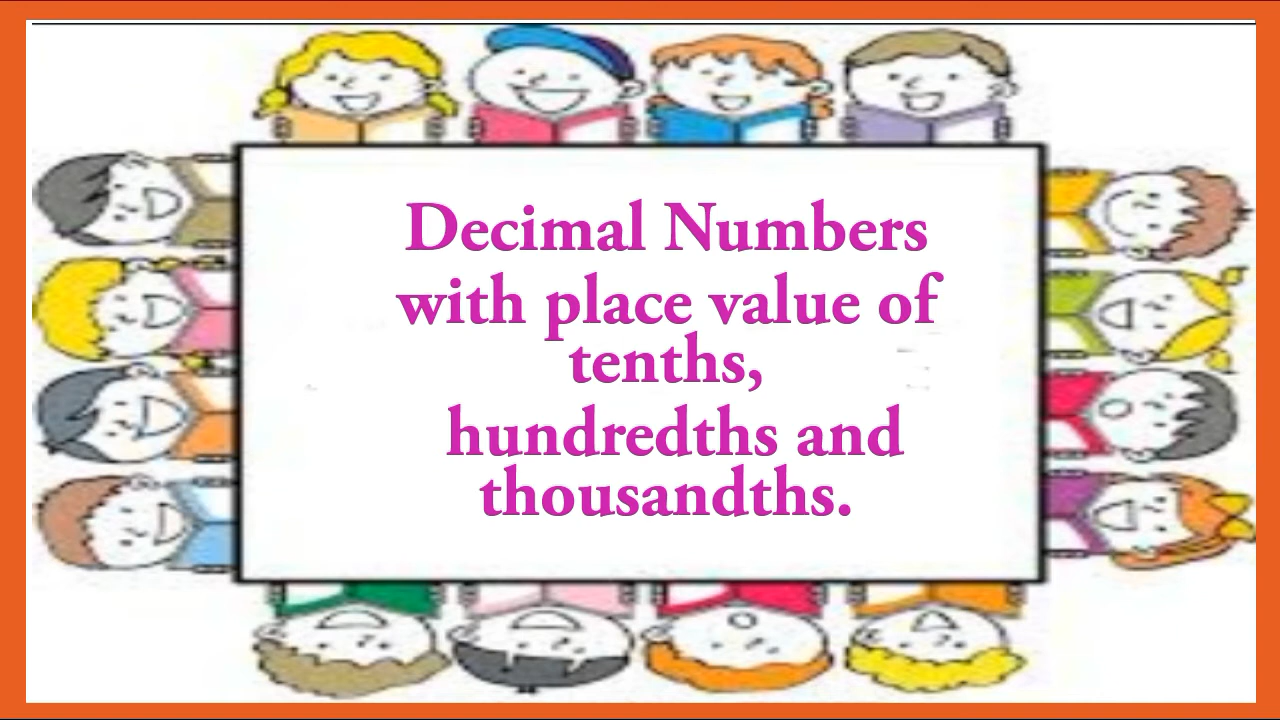 Decimal Numbers
with place value of
tenths,
hundredths and
thousandths.